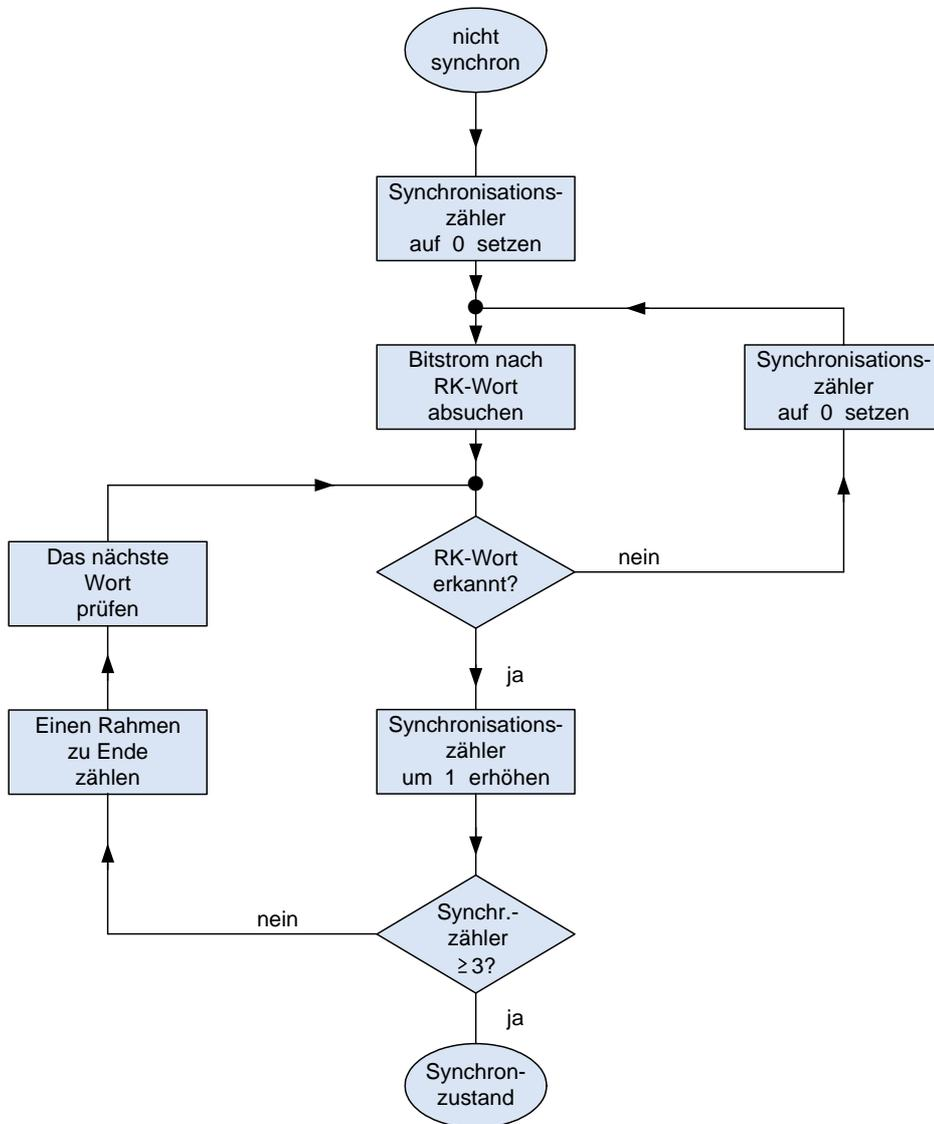 nicht
synchron
Synchronisations-
zähler
auf 0 setzen
Bitstrom nach
RK-Wort
absuchen
Synchronisations-
zähler
auf 0 setzen
Das nächste
Wort
prüfen
RK-Wort
erkannt?
nein
ja
Einen Rahmen
zu Ende
zählen
Synchronisations-
zähler
um 1 erhöhen
nein
Synchr.-
zähler
≥ 3?
ja
Synchron-
zustand